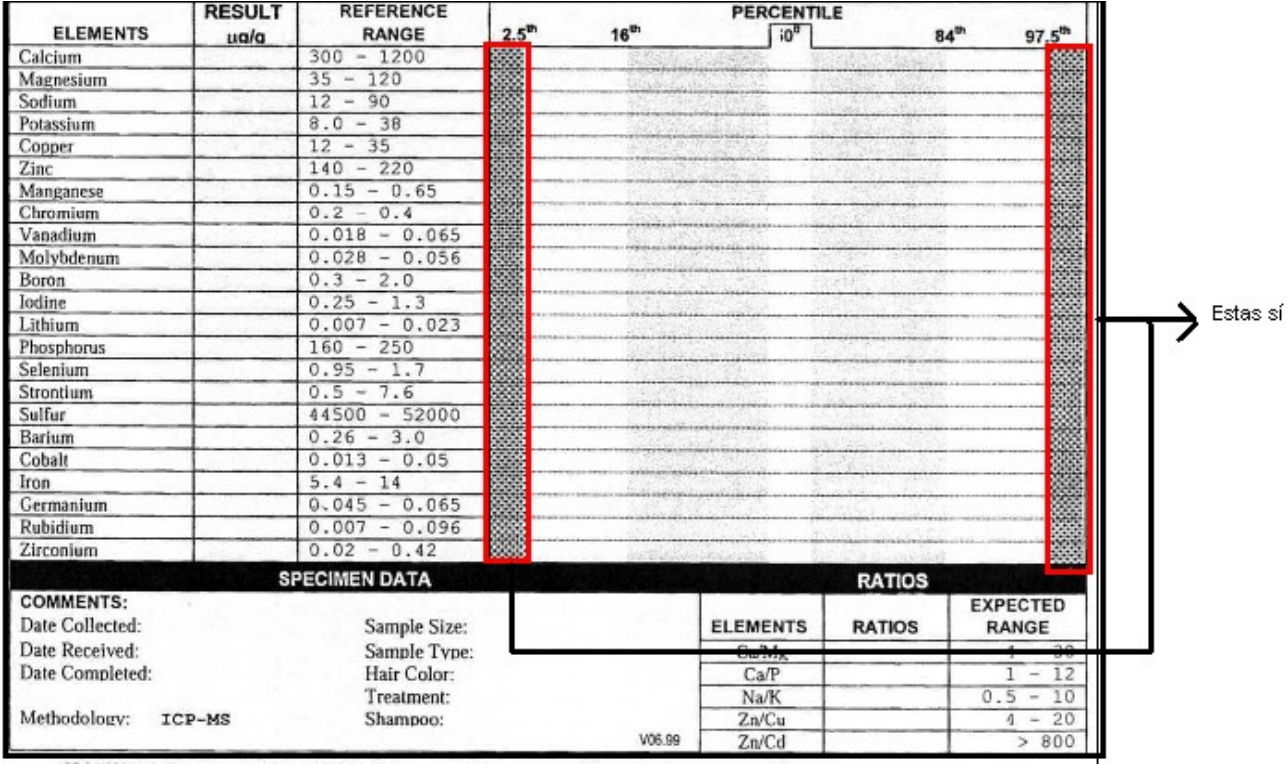 RESULT REFERENCE PERCENTILE
ELEMENTS µg/g RANGE 2.5th 16th 84th 97.5th
Calcium 300 - 1200
Magnesium 35 - 120
Sodium 12 - 90
Potassium 8.0 - 38
Copper 12 - 35
Zinc 140 - 220
Manganese 0.15 - 0.65
Chromium 0.2 - 0.4
Vanadium 0.018 - 0.065
Molybdenum 0.028 - 0.056
Boron 0.3 - 2.0
Iodine 0.25 - 1.3
Lithium 0.007 - 0.023
Estas sí
Phosphorus 160 - 250
Selenium 0.95 - 1.7
Strontium 0.5 - 7.6
Sulfur 44500 - 52000
Barium 0.26 - 3.0
Cobalt 0.013 - 0.05
Iron 5.4 - 14
Germanium 0.045 - 0.065
Rubidium 0.007 - 0.096
Zirconium 0.02 - 0.42
SPECIMEN DATA
COMMENTS:
Date Collected: Sample Size:
Date Received: Sample Type:
Date Completed: Hair Color:
Treatment:
Methodology: ICP-MS Shampoo:
V06.99
RATIOS
ELEMENTS RATIOS EXPECTED RANGE
Ca/Mg 4 - 30
Ca/P 1 - 12
Na/K 0.5 - 10
Zn/Cu 4 - 20
Zn/Cd > 800